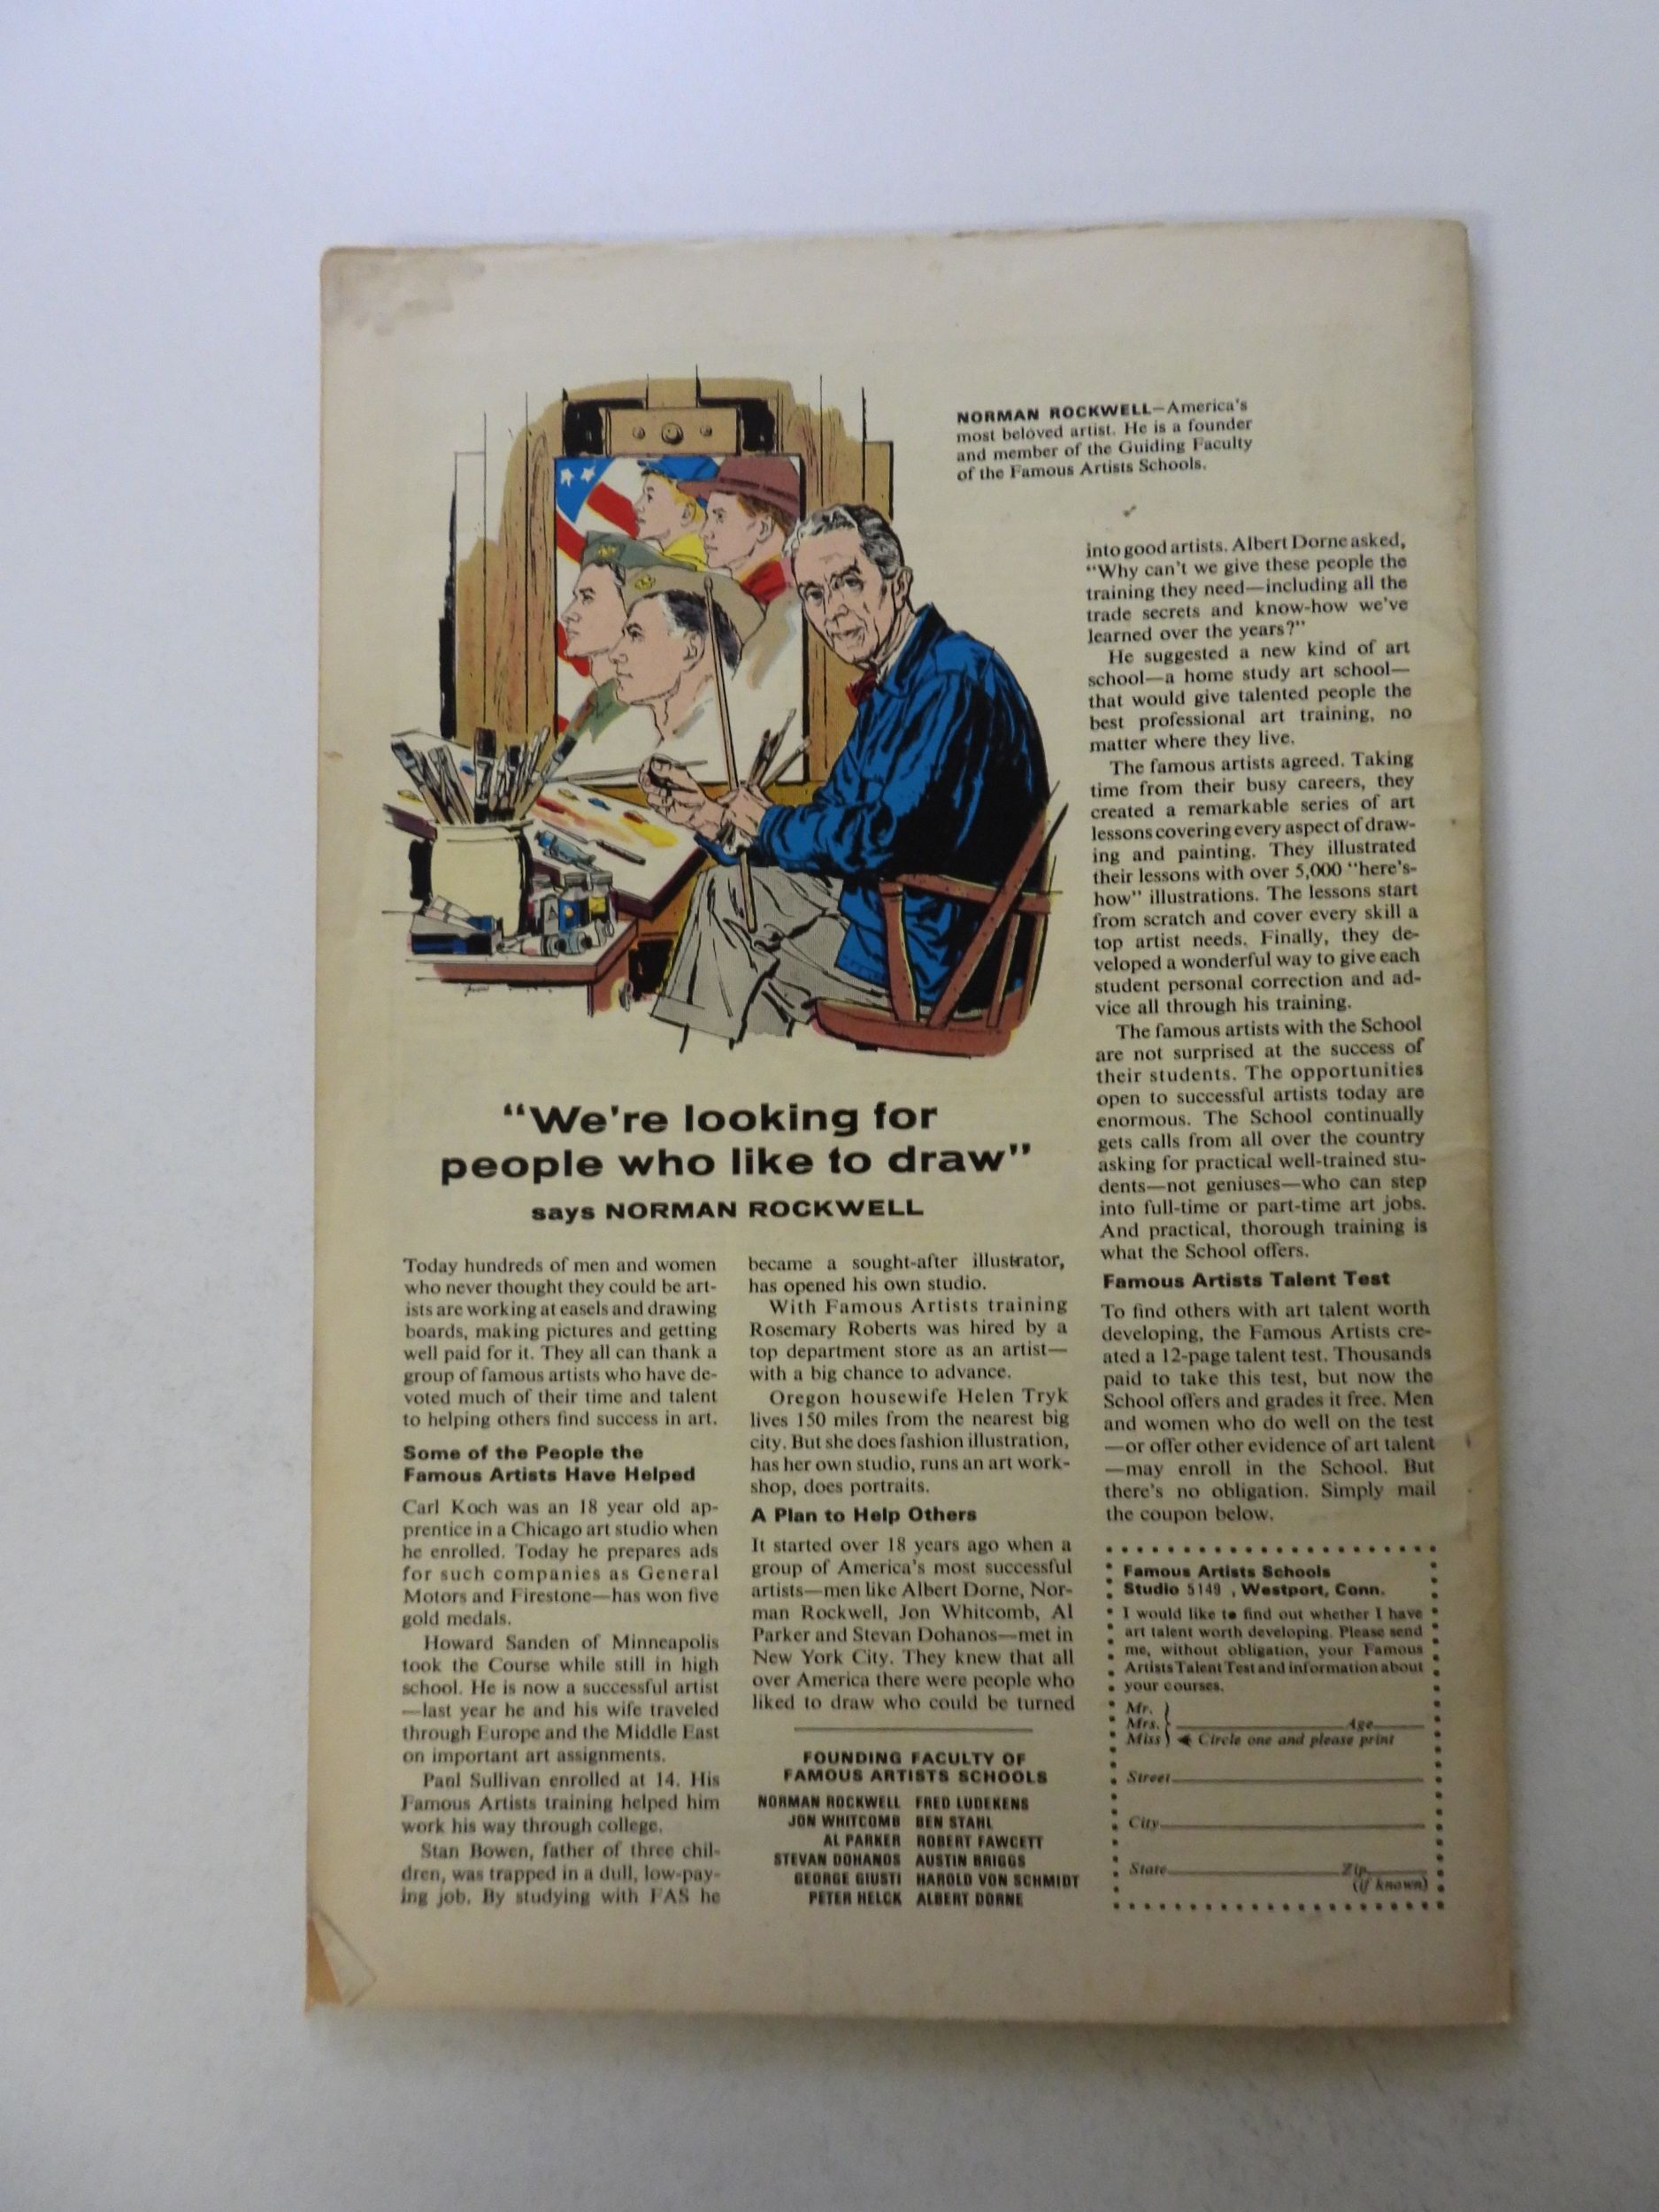 NORMAN ROCKWELL—America's
most beloved artist. He is a founder
and member of the Guiding Faculty
of the Famous Artists Schools.
"We're looking for
people who like to draw"
says NORMAN ROCKWELL
Today hundreds of men and women
who never thought they could be art-
ists are working at easels and drawing
boards, making pictures and getting
well paid for it. They all can thank a
group of famous artists who have de-
voted much of their time and talent
to helping others find success in art.
Some of the People the
Famous Artists Have Helped
Carl Koch was an 18 year old ap-
prentice in a Chicago art studio when
he enrolled. Today he prepares ads
for such companies as General
Motors and Firestone—has won five
gold medals.
Howard Sanden of Minneapolis
took the Course while still in high
school. He is now a successful artist
—last year he and his wife traveled
through Europe and the Middle East
on important art assignments.
Paul Sullivan enrolled at 14. His
Famous Artists training helped him
work his way through college.
Stan Bowen, father of three chil-
dren, was trapped in a dull, low-pay-
ing job. By studying with FAS he
became a sought-after illustrator,
has opened his own studio.
With Famous Artists training
Rosemary Roberts was hired by a
top department store as an artist—
with a big chance to advance.
Oregon housewife Helen Tryk
lives 150 miles from the nearest big
city. But she does fashion illustration,
has her own studio, runs an art work-
shop, does portraits.
A Plan to Help Others
It started over 18 years ago when a
group of America's most successful
artists—men like Albert Dorne, Nor-
man Rockwell, Jon Whitcomb, Al
Parker and Stevan Dohanos—met in
New York City. They knew that all
over America there were people who
liked to draw who could be turned
into good artists. Albert Dorne asked,
"Why can't we give these people the
training they need—including all the
trade secrets and know-how we've
learned over the years?"
He suggested a new kind of art
school—a home study art school—
that would give talented people the
best professional art training, no
matter where they live.
The famous artists agreed. Taking
time from their busy careers, they
created a remarkable series of art
lessons covering every aspect of draw-
ing and painting. They illustrated
their lessons with over 5,000 "here's-
how" illustrations. The lessons start
from scratch and cover every skill a
top artist needs. Finally, they de-
veloped a wonderful way to give each
student personal correction and ad-
vice all through his training.
The famous artists with the School
are not surprised at the success of
their students. The opportunities
open to successful artists today are
enormous. The School continually
gets calls from all over the country
asking for practical well-trained stu-
dents—not geniuses—who can step
into full-time or part-time art jobs.
And practical, thorough training is
what the School offers.
Famous Artists Talent Test
To find others with art talent worth
developing, the Famous Artists cre-
ated a 12-page talent test. Thousands
paid to take this test, but now the
School offers and grades it free. Men
and women who do well on the test
—or offer other evidence of art talent
—may enroll in the School. But
there's no obligation. Simply mail
the coupon below.
FOUNDING FACULTY OF
FAMOUS ARTISTS SCHOOLS
NORMAN ROCKWELL FRED LUDEKENS
JON WHITCOMB BEN STAHL
AL PARKER ROBERT FAWCETT
STEVAN DOHANOS AUSTIN BRIGGS
GEORGE GIUSTI HAROLD VON SCHMIDT
PETER HELCK ALBERT DORNE
Famous Artists Schools
Studio 5149 , Westport, Conn.
I would like to find out whether I have
art talent worth developing. Please send
me, without obligation, your Famous
Artists Talent Test and information about
your courses.
Mr.
Mrs. Age
Miss Circle one and please print
Street
City
State Zip
(if known)